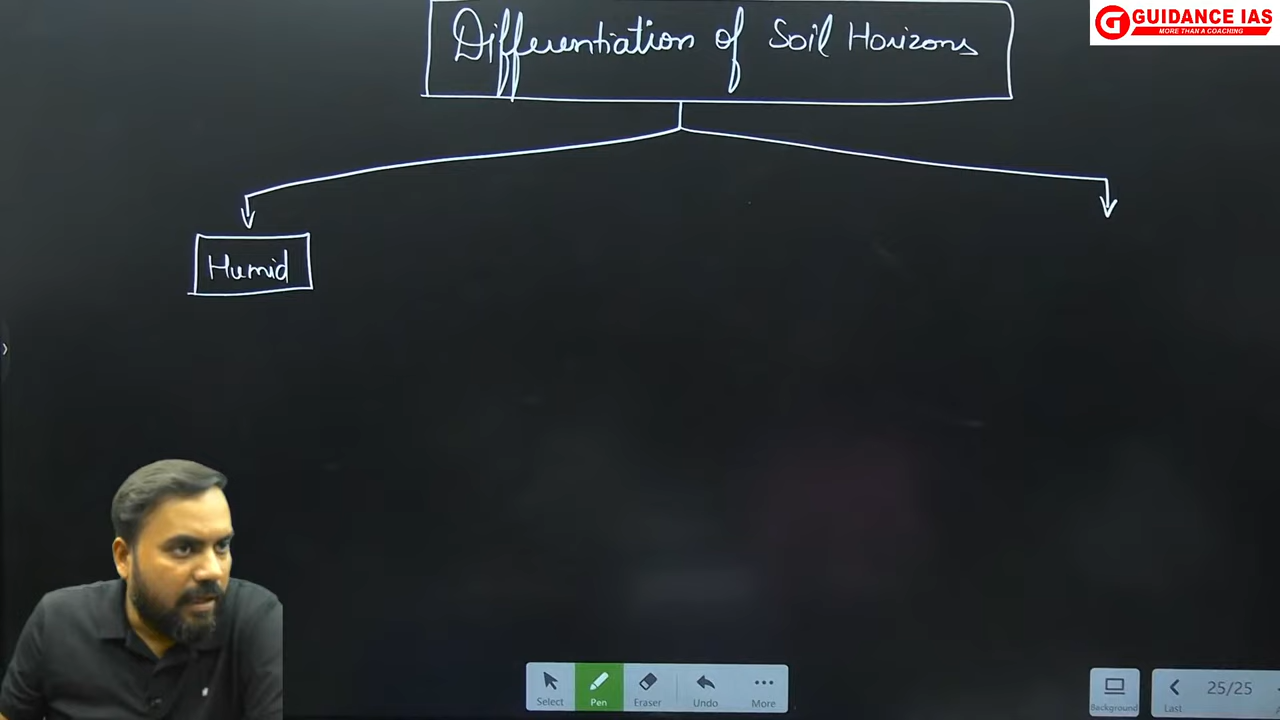 Differentiation of Soil Horizons
GUIDANCE IAS
MORE THAN A COACHING
Humid
Select
Pen
Eraser
Undo
More
Background
Last
25/25